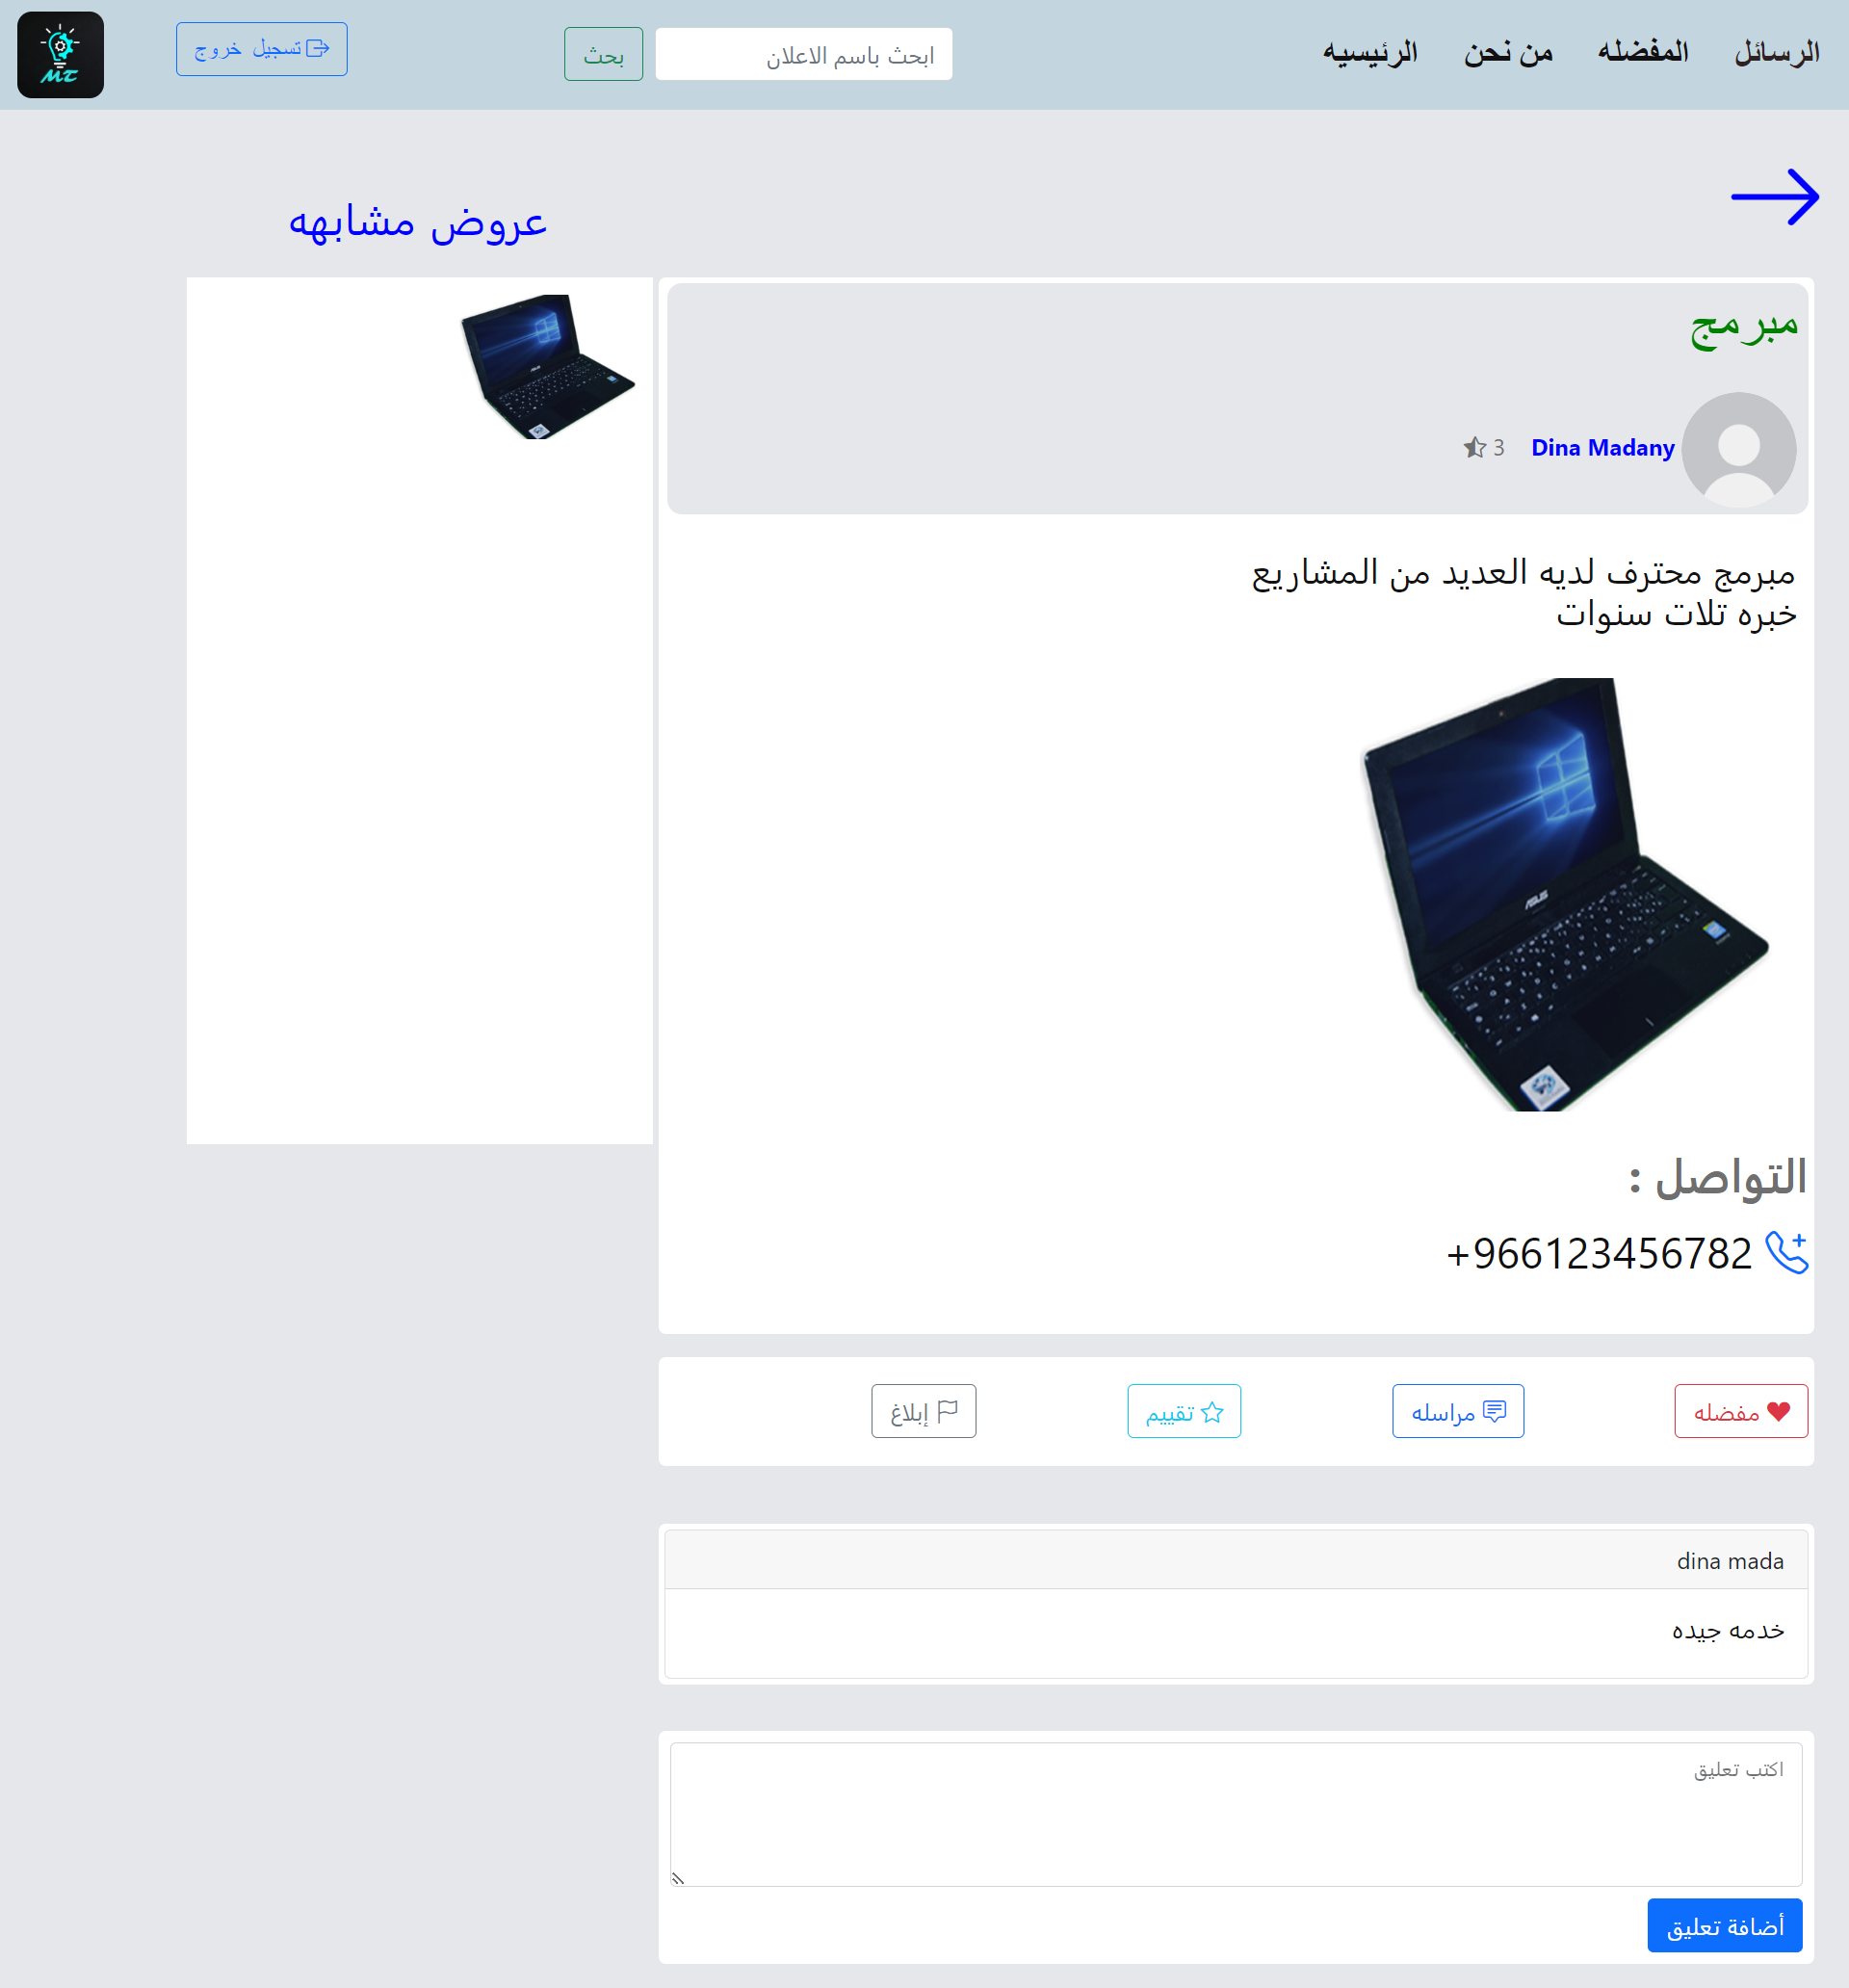 الرسائل المفضله من نحن الرئيسيه ابحث باسم الاعلان بحث تسجيل خروج MT
عروض مشابهه
مبرمج
Dina Madany 3
مبرمج محترف لديه العديد من المشاريع
خبره تلات سنوات
ASUS
التواصل :
+966123456782
مفضله مراسله تقييم إبلاغ
dina mada
خدمه جيده
اكتب تعليق
أضافة تعليق